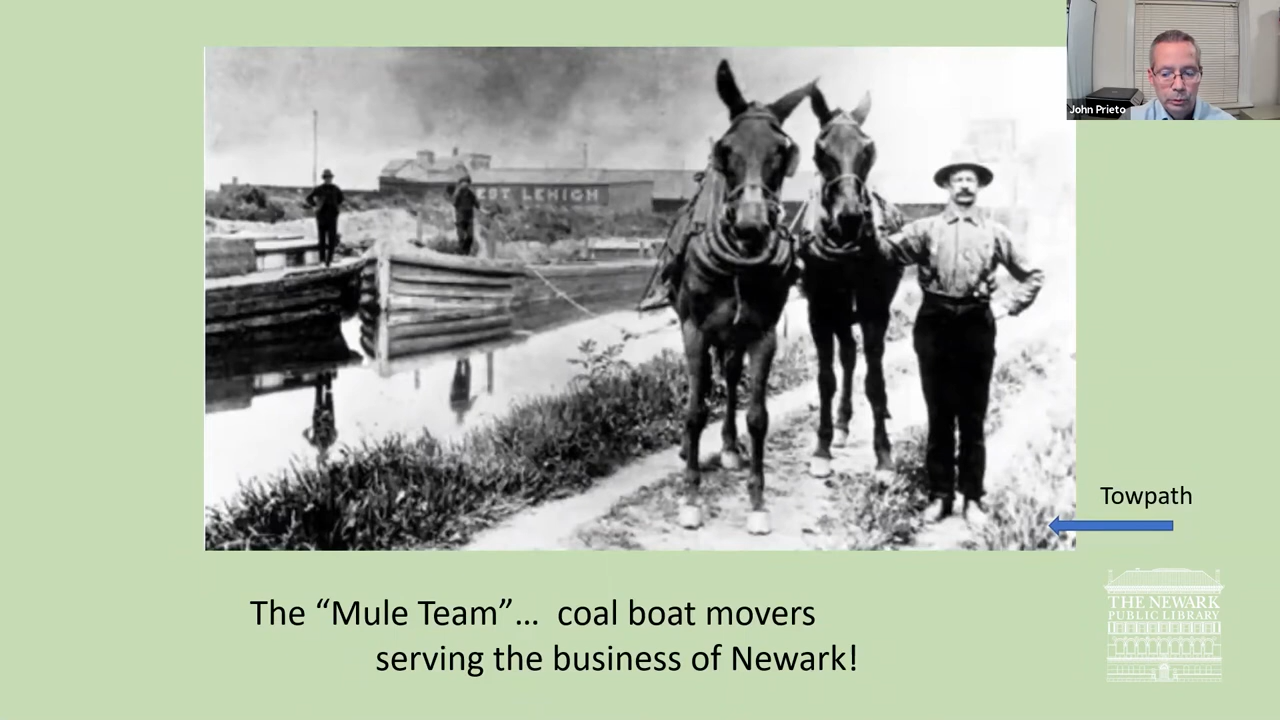 John Prieto
EST LEHIGH
Towpath
THE NEWARK
PUBLIC LIBRARY
The “Mule Team”… coal boat movers
serving the business of Newark!